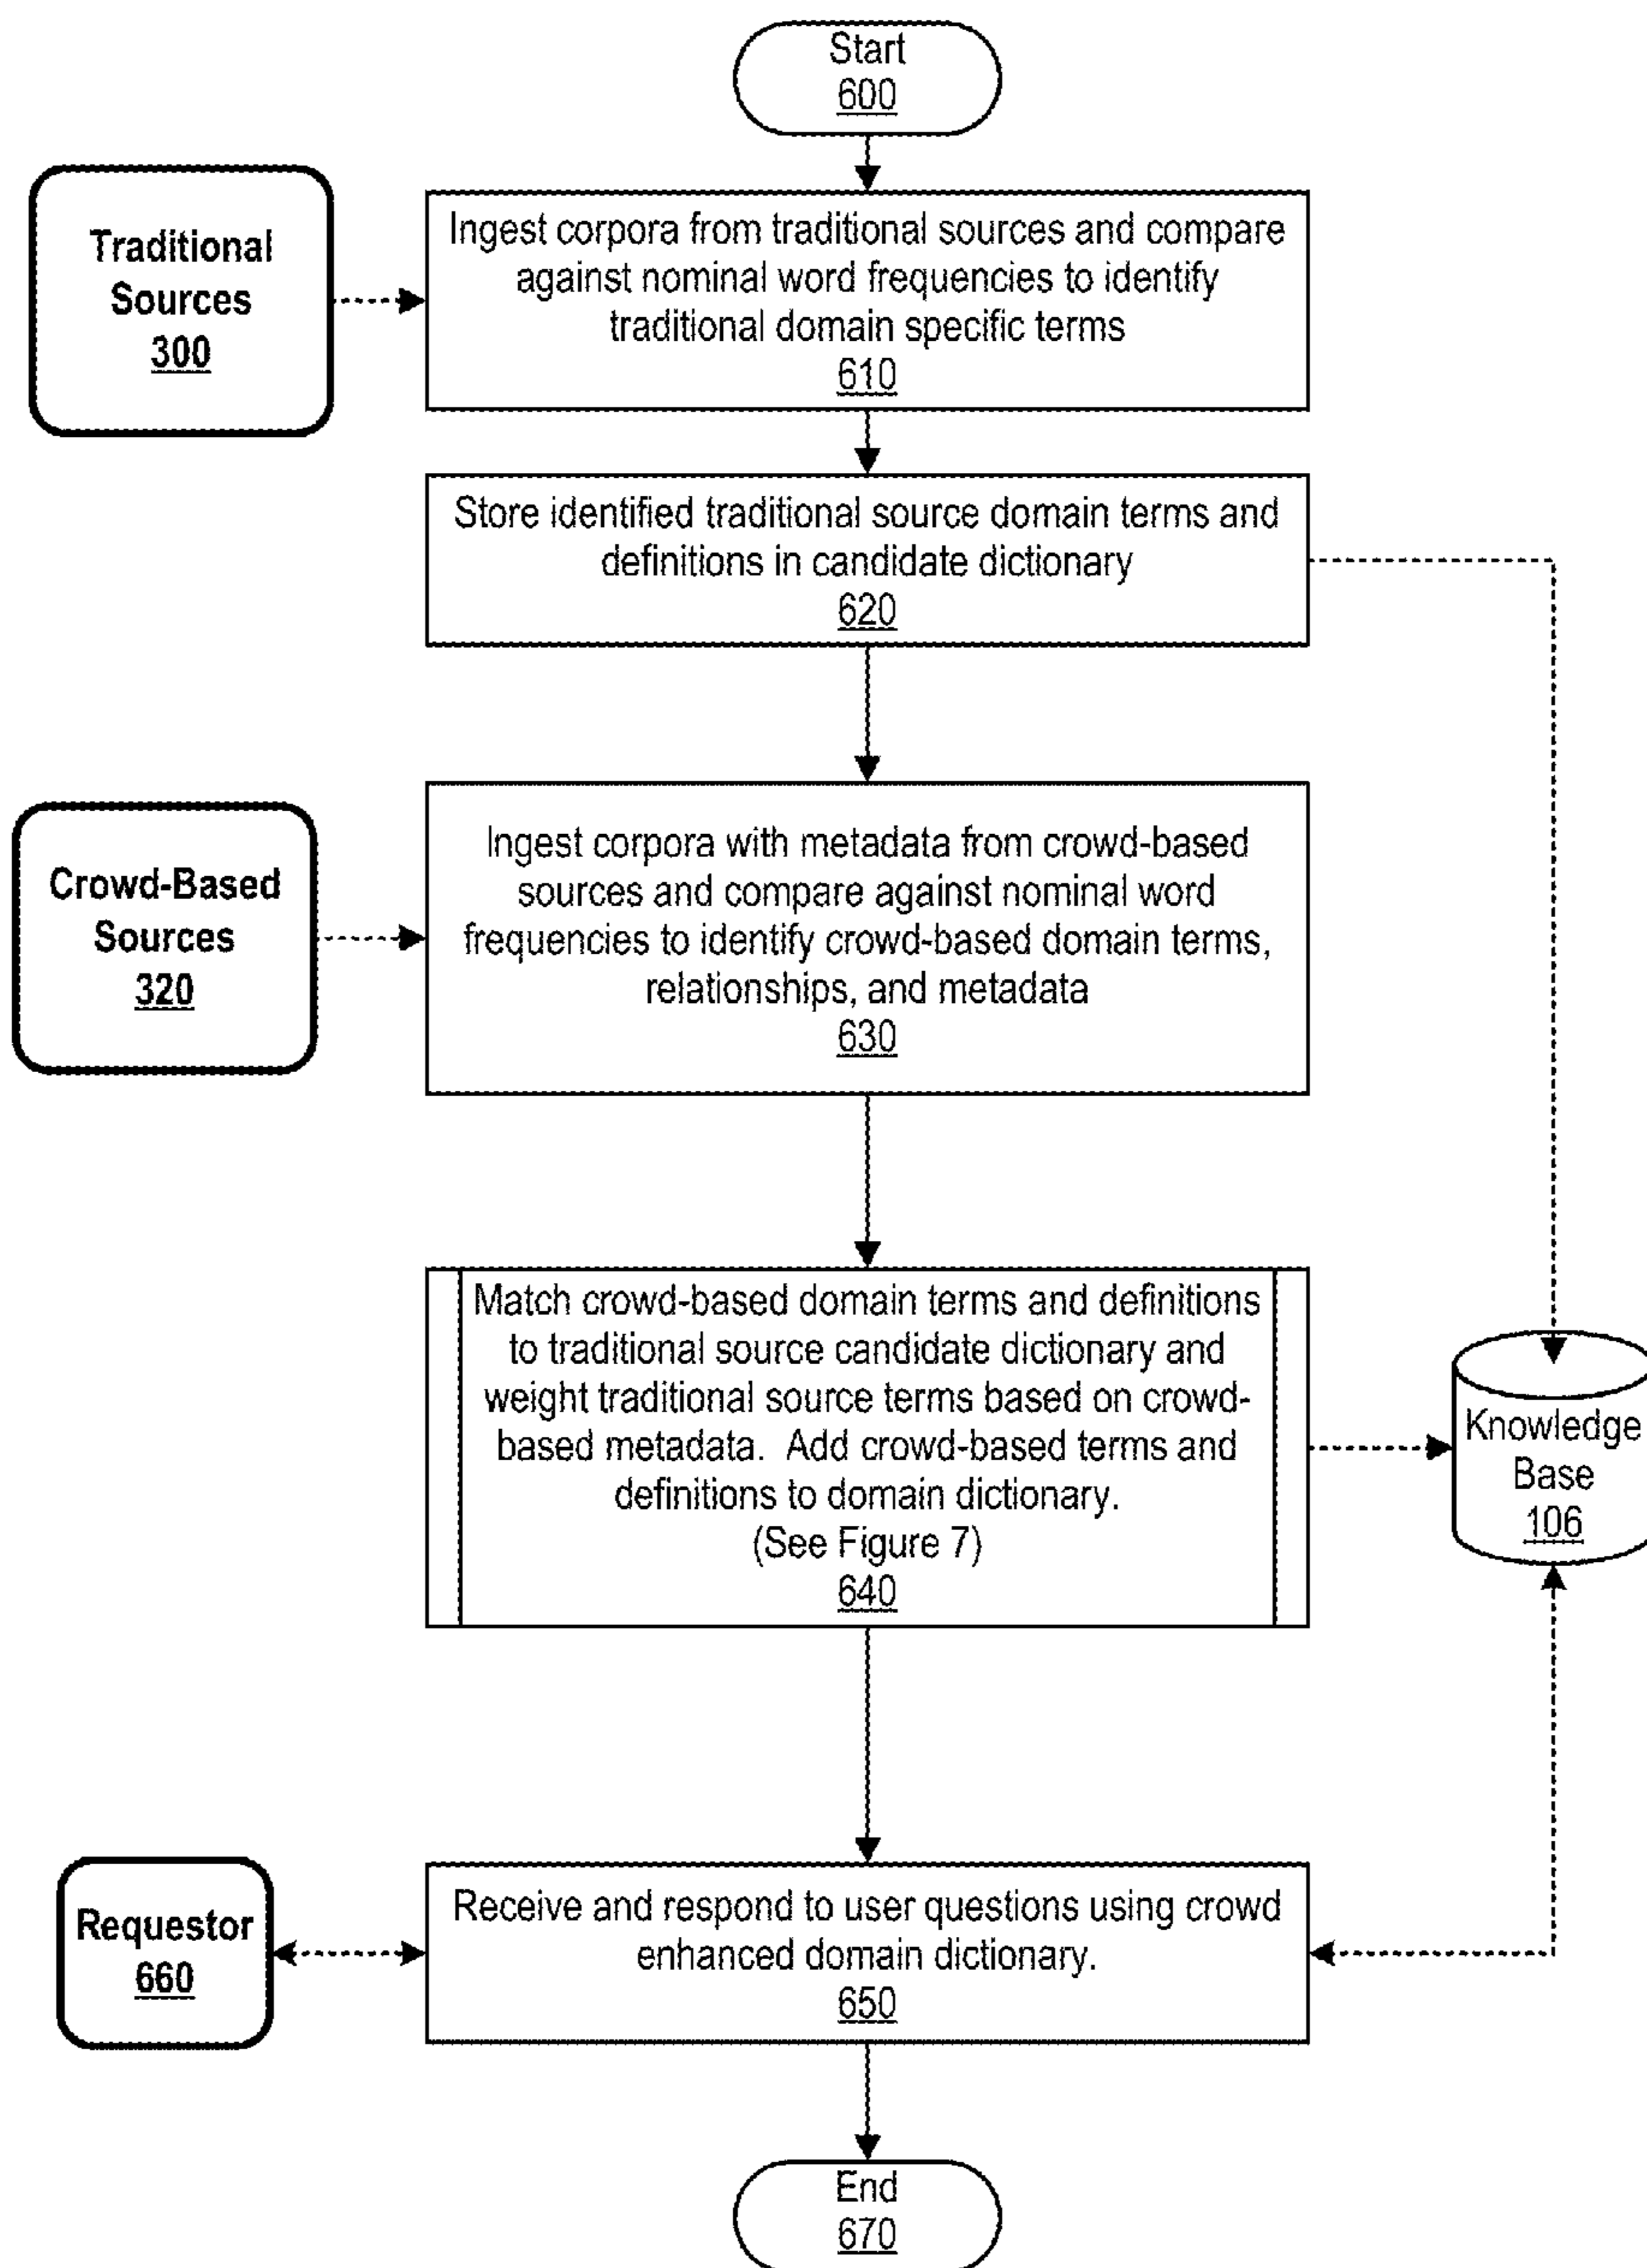 Start
600
Traditional
Sources
300
Ingest corpora from traditional sources and compare
against nominal word frequencies to identify
traditional domain specific terms
610
Store identified traditional source domain terms and
definitions in candidate dictionary
620
Crowd-Based
Sources
320
Ingest corpora with metadata from crowd-based
sources and compare against nominal word
frequencies to identify crowd-based domain terms,
relationships, and metadata
630
Match crowd-based domain terms and definitions
to traditional source candidate dictionary and
weight traditional source terms based on crowd-
based metadata.  Add crowd-based terms and
definitions to domain dictionary.
(See Figure 7)
640
Knowledge
Base
106
Requestor
660
Receive and respond to user questions using crowd
enhanced domain dictionary.
650
End
670